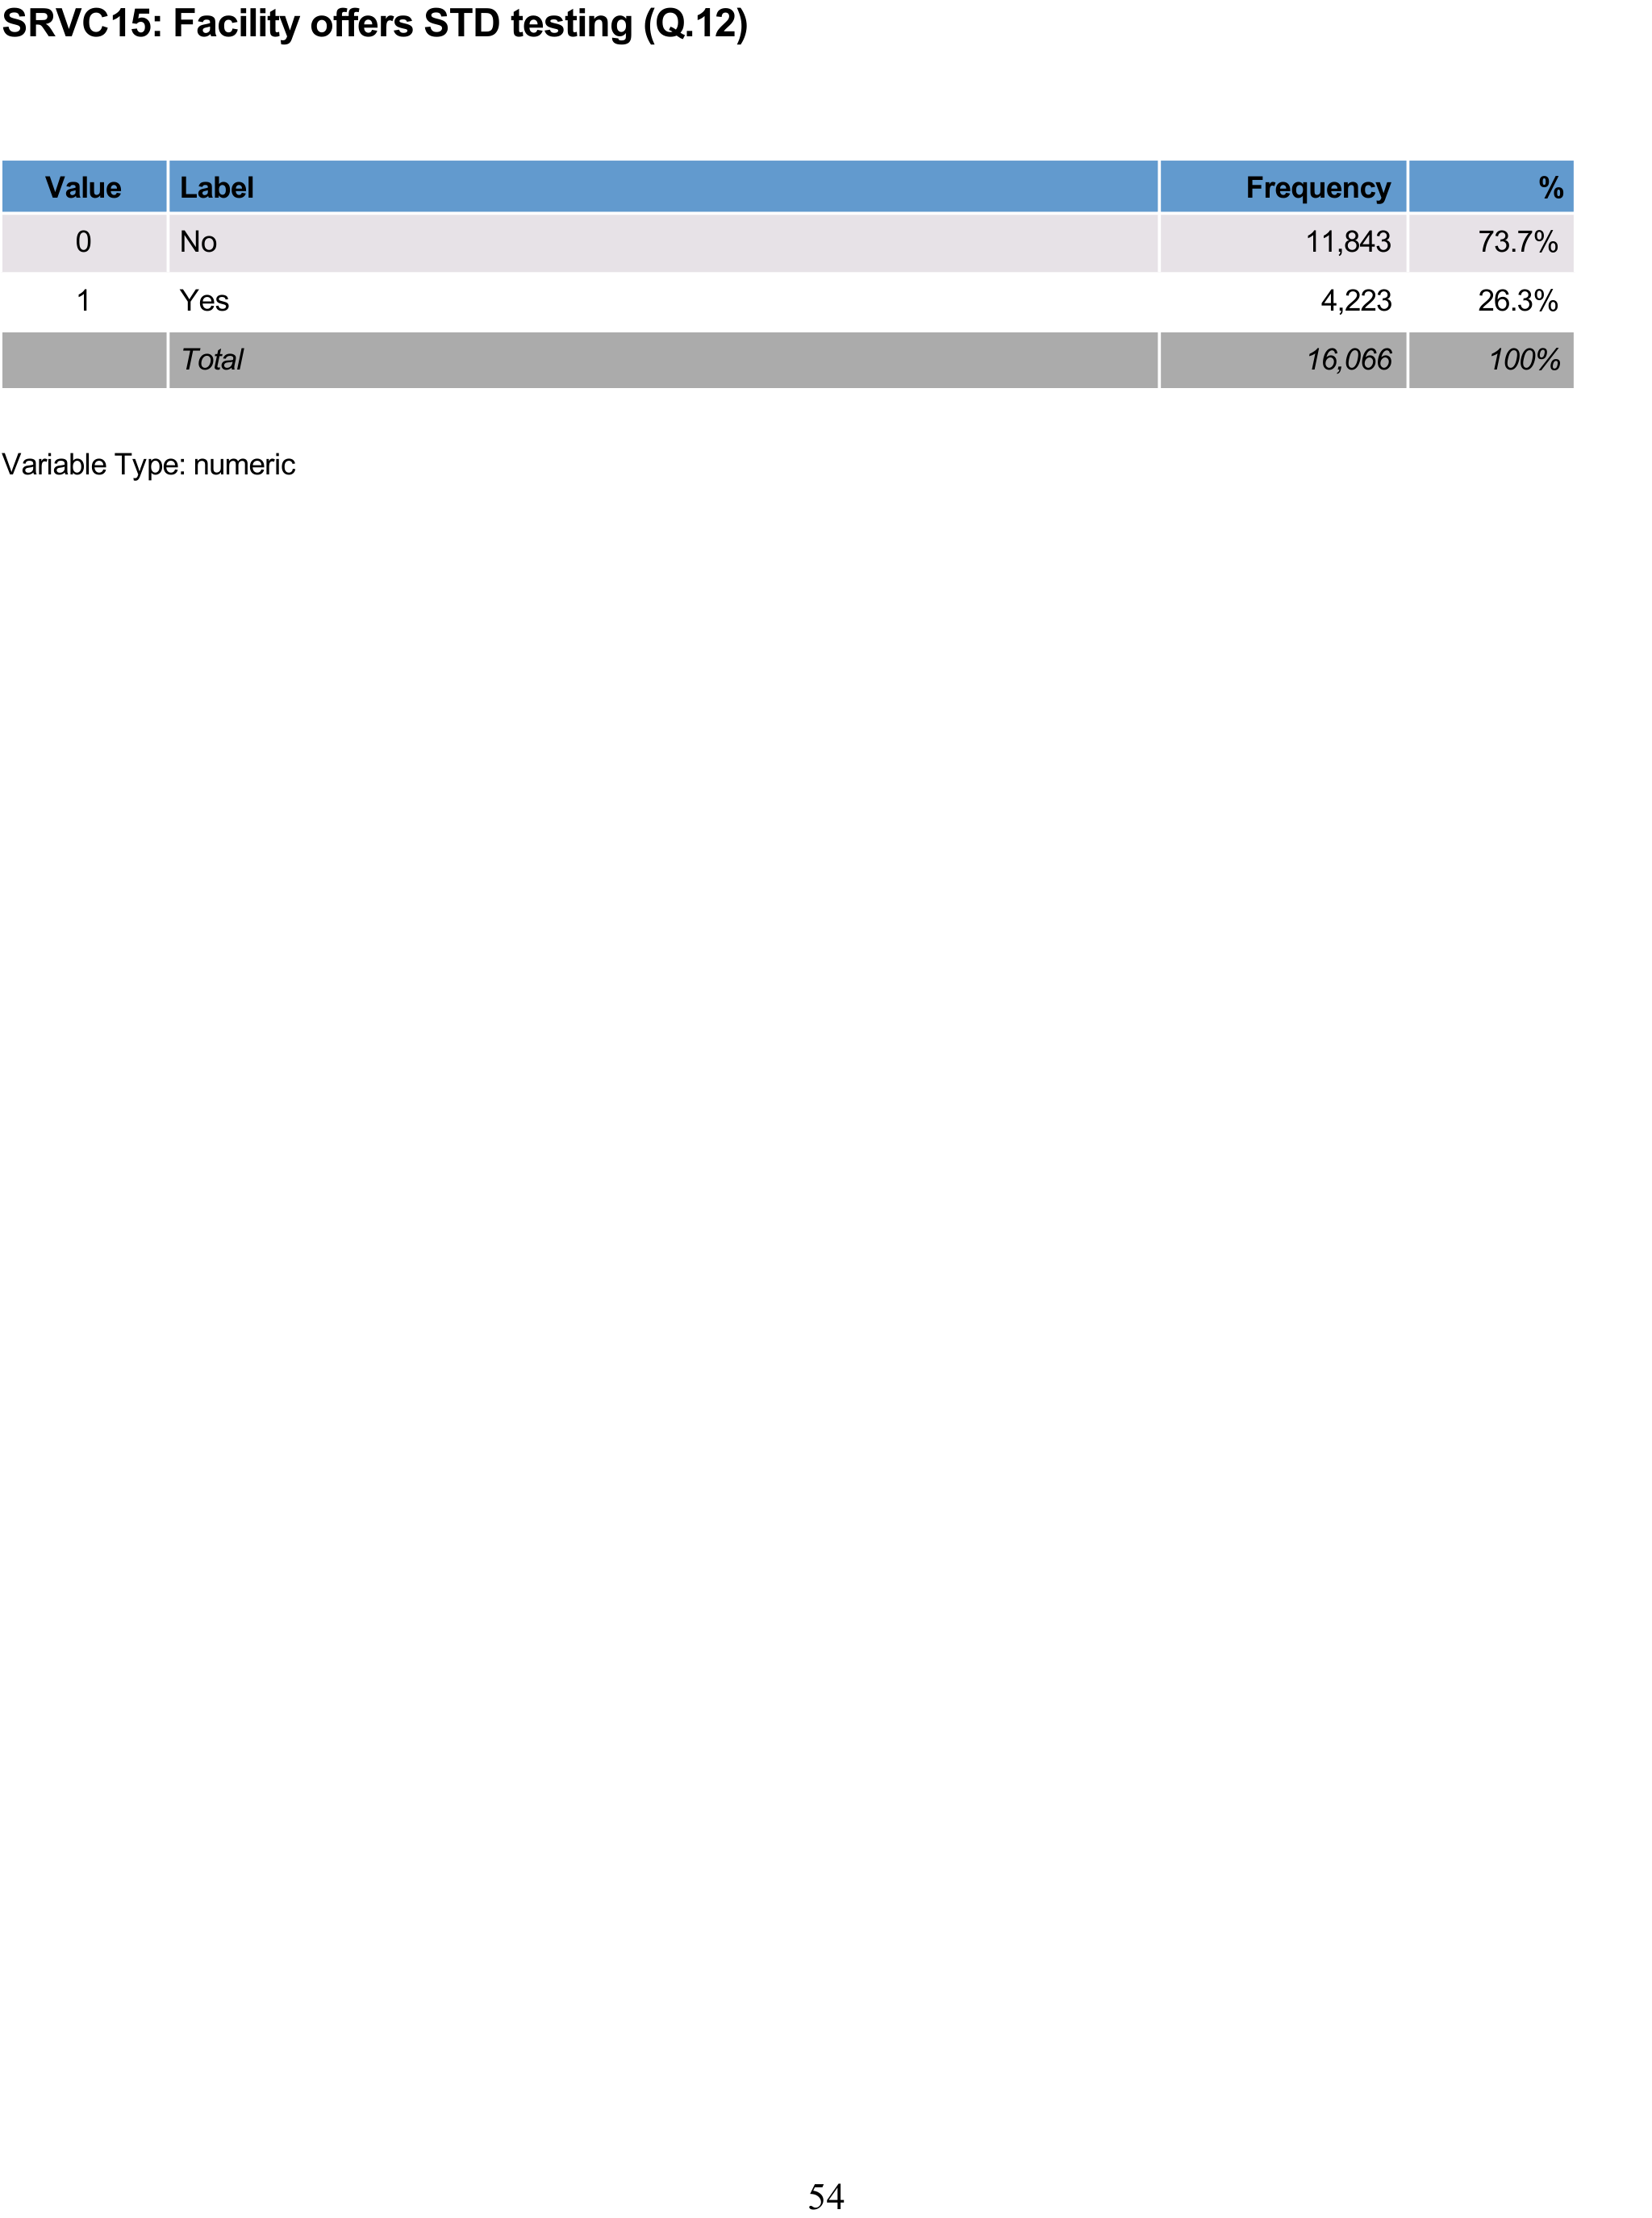 SRVC15: Facility offers STD testing (Q.12)
Value Label Frequency %
0 No 11,843 73.7%
1 Yes 4,223 26.3%
Total 16,066 100%
Variable Type: numeric
54